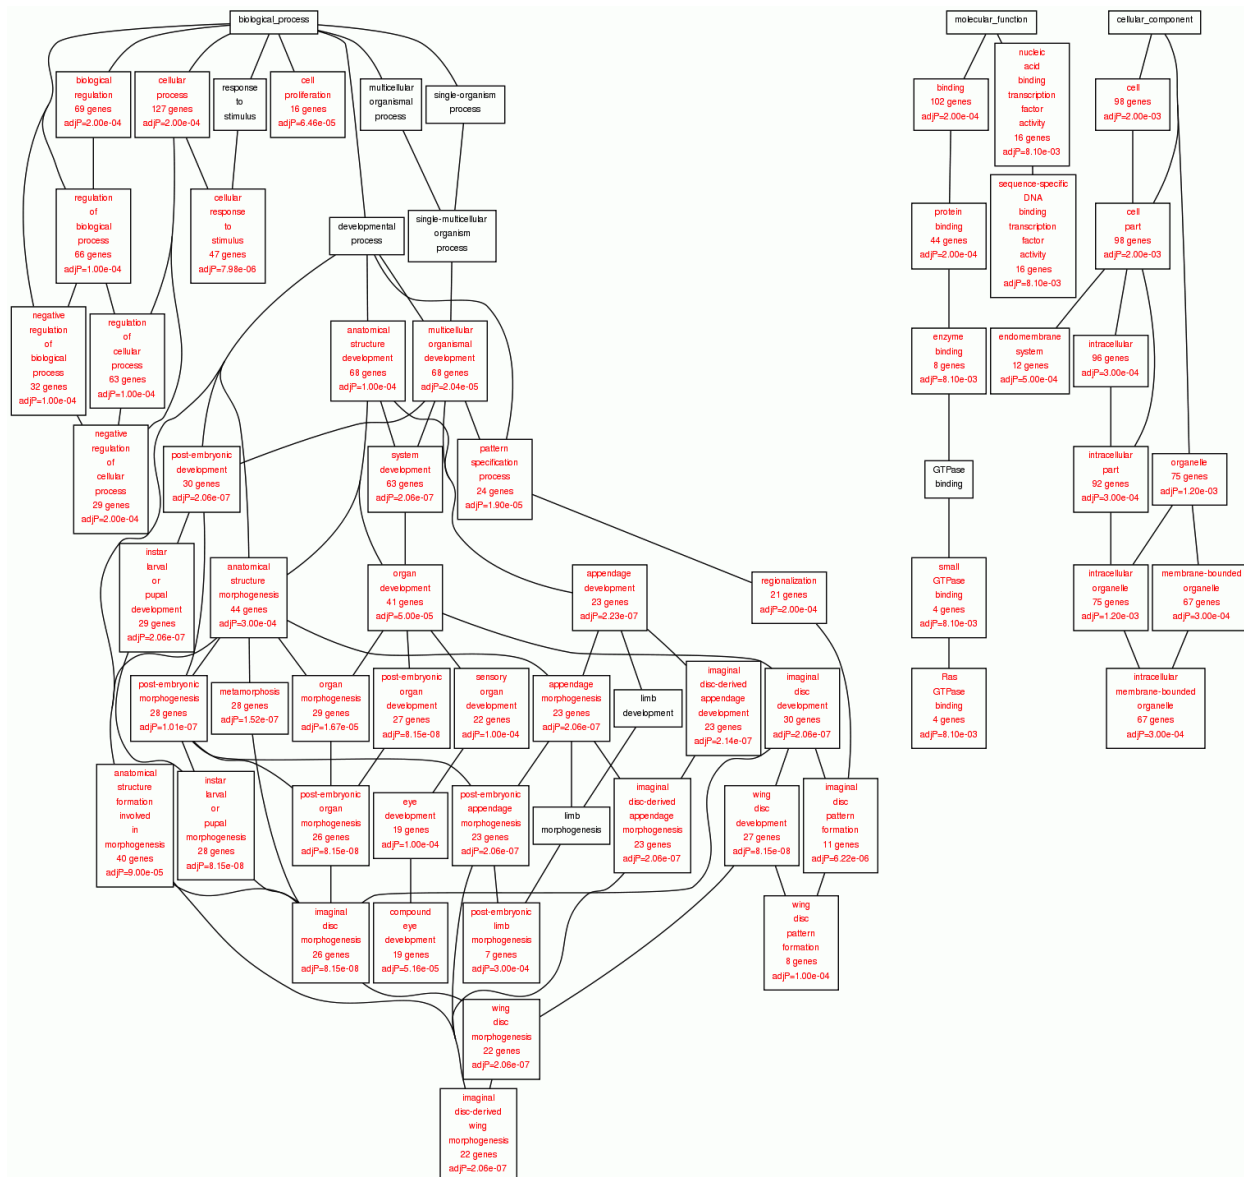 biological_process
molecular_function
cellular_component
biological
regulation
69 genes
adjP=2.00e-04
cellular
process
127 genes
adjP=2.00e-04
response
to
stimulus
cell
proliferation
16 genes
adjP=6.46e-05
multicellular
organismal
process
single-organism
process
binding
102 genes
adjP=2.00e-04
nucleic
acid
binding
transcription
factor
activity
16 genes
adjP=8.10e-03
cell
98 genes
adjP=2.00e-03
regulation
of
biological
process
66 genes
adjP=1.00e-04
cellular
response
to
stimulus
47 genes
adjP=7.98e-06
developmental
process
single-multicellular
organism
process
protein
binding
44 genes
adjP=2.00e-04
sequence-specific
DNA
binding
transcription
factor
activity
16 genes
adjP=8.10e-03
cell
part
98 genes
adjP=2.00e-03
negative
regulation
of
biological
process
32 genes
adjP=1.00e-04
regulation
of
cellular
process
63 genes
adjP=1.00e-04
anatomical
structure
development
68 genes
adjP=1.00e-04
multicellular
organismal
development
68 genes
adjP=2.04e-05
enzyme
binding
8 genes
adjP=8.10e-03
endomembrane
system
12 genes
adjP=5.00e-04
intracellular
96 genes
adjP=3.00e-04
negative
regulation
of
cellular
process
29 genes
adjP=2.00e-04
post-embryonic
development
30 genes
adjP=2.06e-07
system
development
63 genes
adjP=2.06e-07
pattern
specification
process
24 genes
adjP=1.90e-05
GTPase
binding
intracellular
part
92 genes
adjP=3.00e-04
organelle
75 genes
adjP=1.20e-03
instar
larval
or
pupal
development
29 genes
adjP=2.06e-07
anatomical
structure
morphogenesis
44 genes
adjP=3.00e-04
organ
development
41 genes
adjP=5.00e-05
appendage
development
23 genes
adjP=2.23e-07
regionalization
21 genes
adjP=2.00e-04
small
GTPase
binding
4 genes
adjP=8.10e-03
intracellular
organelle
75 genes
adjP=1.20e-03
membrane-bounded
organelle
67 genes
adjP=3.00e-04
post-embryonic
morphogenesis
28 genes
adjP=1.01e-07
metamorphosis
28 genes
adjP=1.52e-07
organ
morphogenesis
29 genes
adjP=1.67e-05
post-embryonic
organ
development
27 genes
adjP=8.15e-08
sensory
organ
development
22 genes
adjP=1.00e-04
appendage
morphogenesis
23 genes
adjP=2.06e-07
limb
development
imaginal
disc-derived
appendage
development
23 genes
adjP=2.14e-07
imaginal
disc
development
30 genes
adjP=2.06e-07
Ras
GTPase
binding
4 genes
adjP=8.10e-03
intracellular
membrane-bounded
organelle
67 genes
adjP=3.00e-04
anatomical
structure
formation
involved
in
morphogenesis
40 genes
adjP=9.00e-05
instar
larval
or
pupal
morphogenesis
28 genes
adjP=8.15e-08
post-embryonic
organ
morphogenesis
26 genes
adjP=8.15e-08
eye
development
19 genes
adjP=1.00e-04
post-embryonic
appendage
morphogenesis
23 genes
adjP=2.06e-07
limb
morphogenesis
imaginal
disc-derived
appendage
morphogenesis
23 genes
adjP=2.06e-07
wing
disc
development
27 genes
adjP=8.15e-08
imaginal
disc
pattern
formation
11 genes
adjP=6.22e-06
imaginal
disc
morphogenesis
26 genes
adjP=8.15e-08
compound
eye
development
19 genes
adjP=5.16e-05
post-embryonic
limb
morphogenesis
7 genes
adjP=3.00e-04
wing
disc
pattern
formation
8 genes
adjP=1.00e-04
wing
disc
morphogenesis
22 genes
adjP=2.06e-07
imaginal
disc-derived
wing
morphogenesis
22 genes
adjP=2.06e-07